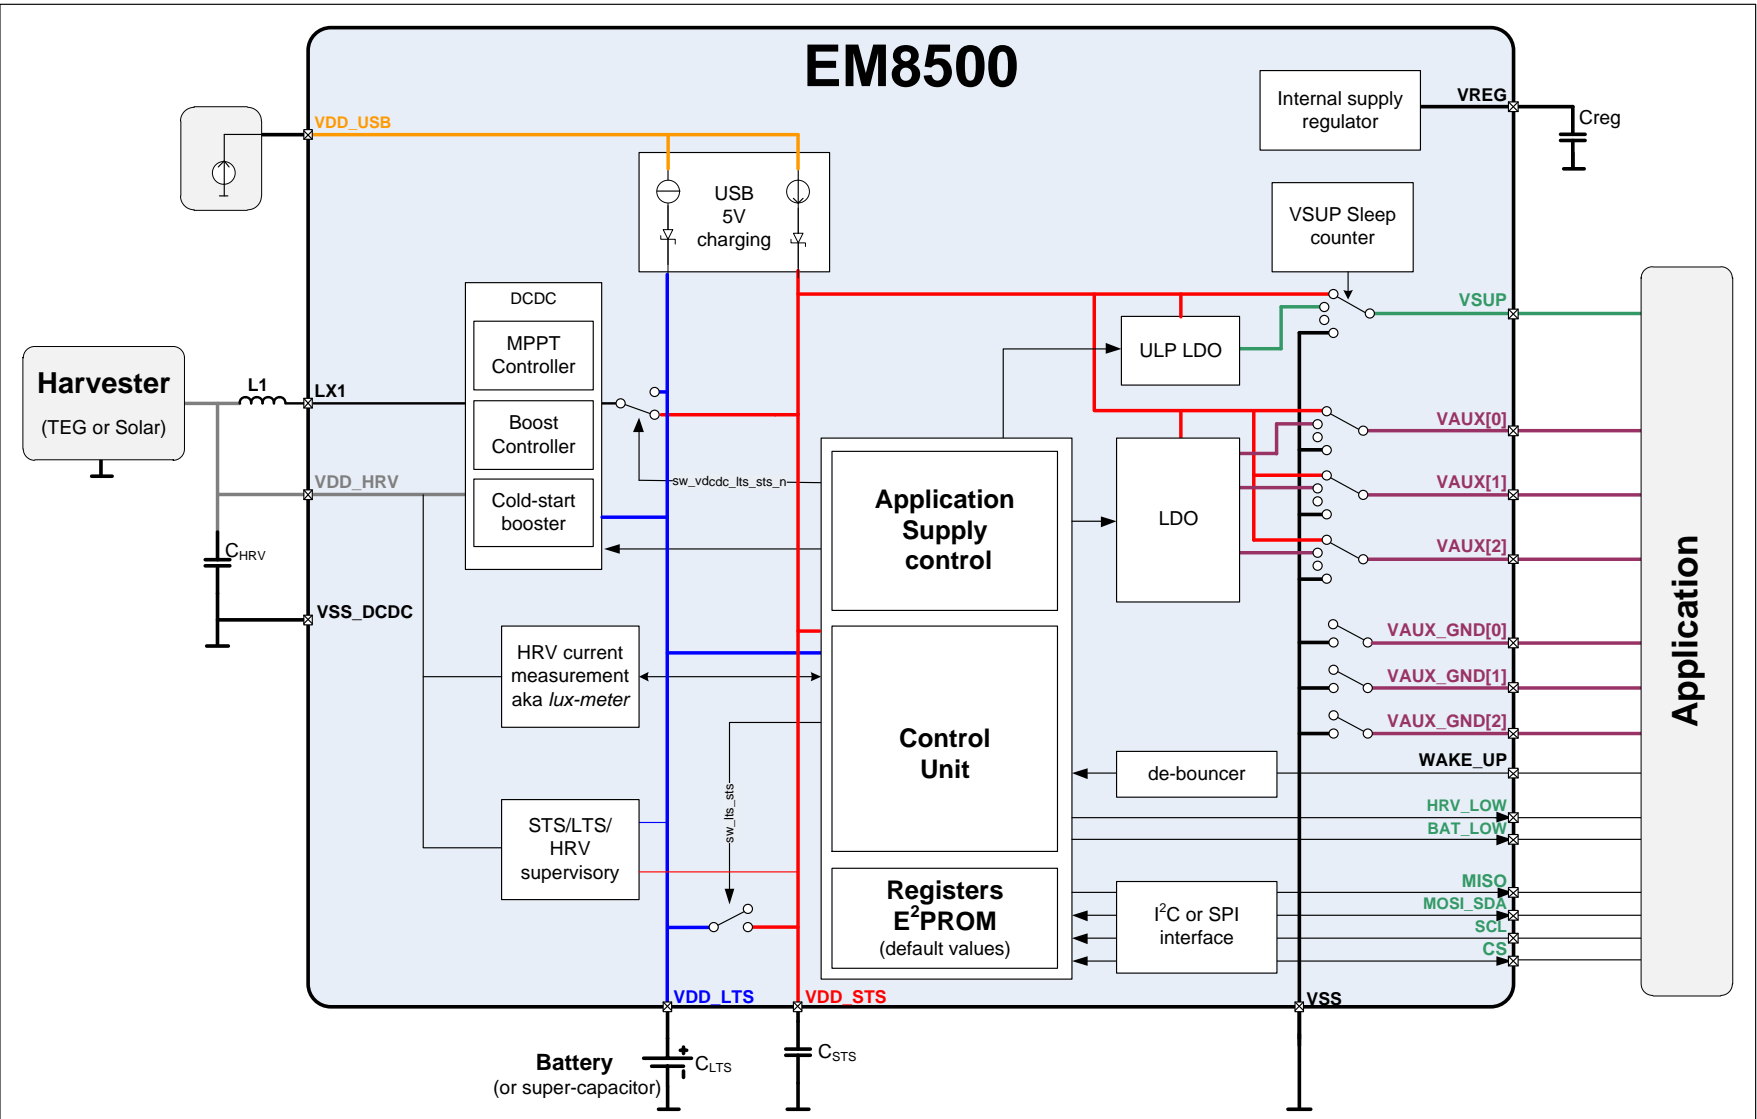 EM8500
VDD_USB
Internal supply
regulator
VREG
Creg
USB
5V
charging
VSUP Sleep
counter
VSUP
DCDC
MPPT
Controller
Boost
Controller
Cold-start
booster
Harvester
(TEG or Solar)
L1
LX1
VDD_HRV
CHRV
VSS_DCDC
sw_vdcdc_lts_sts_n
ULP LDO
LDO
VAUX[0]
VAUX[1]
VAUX[2]
Application
Supply
control
HRV current
measurement
aka lux-meter
Control
Unit
VAUX_GND[0]
VAUX_GND[1]
VAUX_GND[2]
Application
de-bouncer
WAKE_UP
HRV_LOW
BAT_LOW
STS/LTS/
HRV
supervisory
sw_lts_sts
Registers
E2PROM
(default values)
I2C or SPI
interface
MISO
MOSI_SDA
SCL
CS
VDD_LTS
VDD_STS
VSS
Battery
(or super-capacitor)
+
CLTS
CSTS